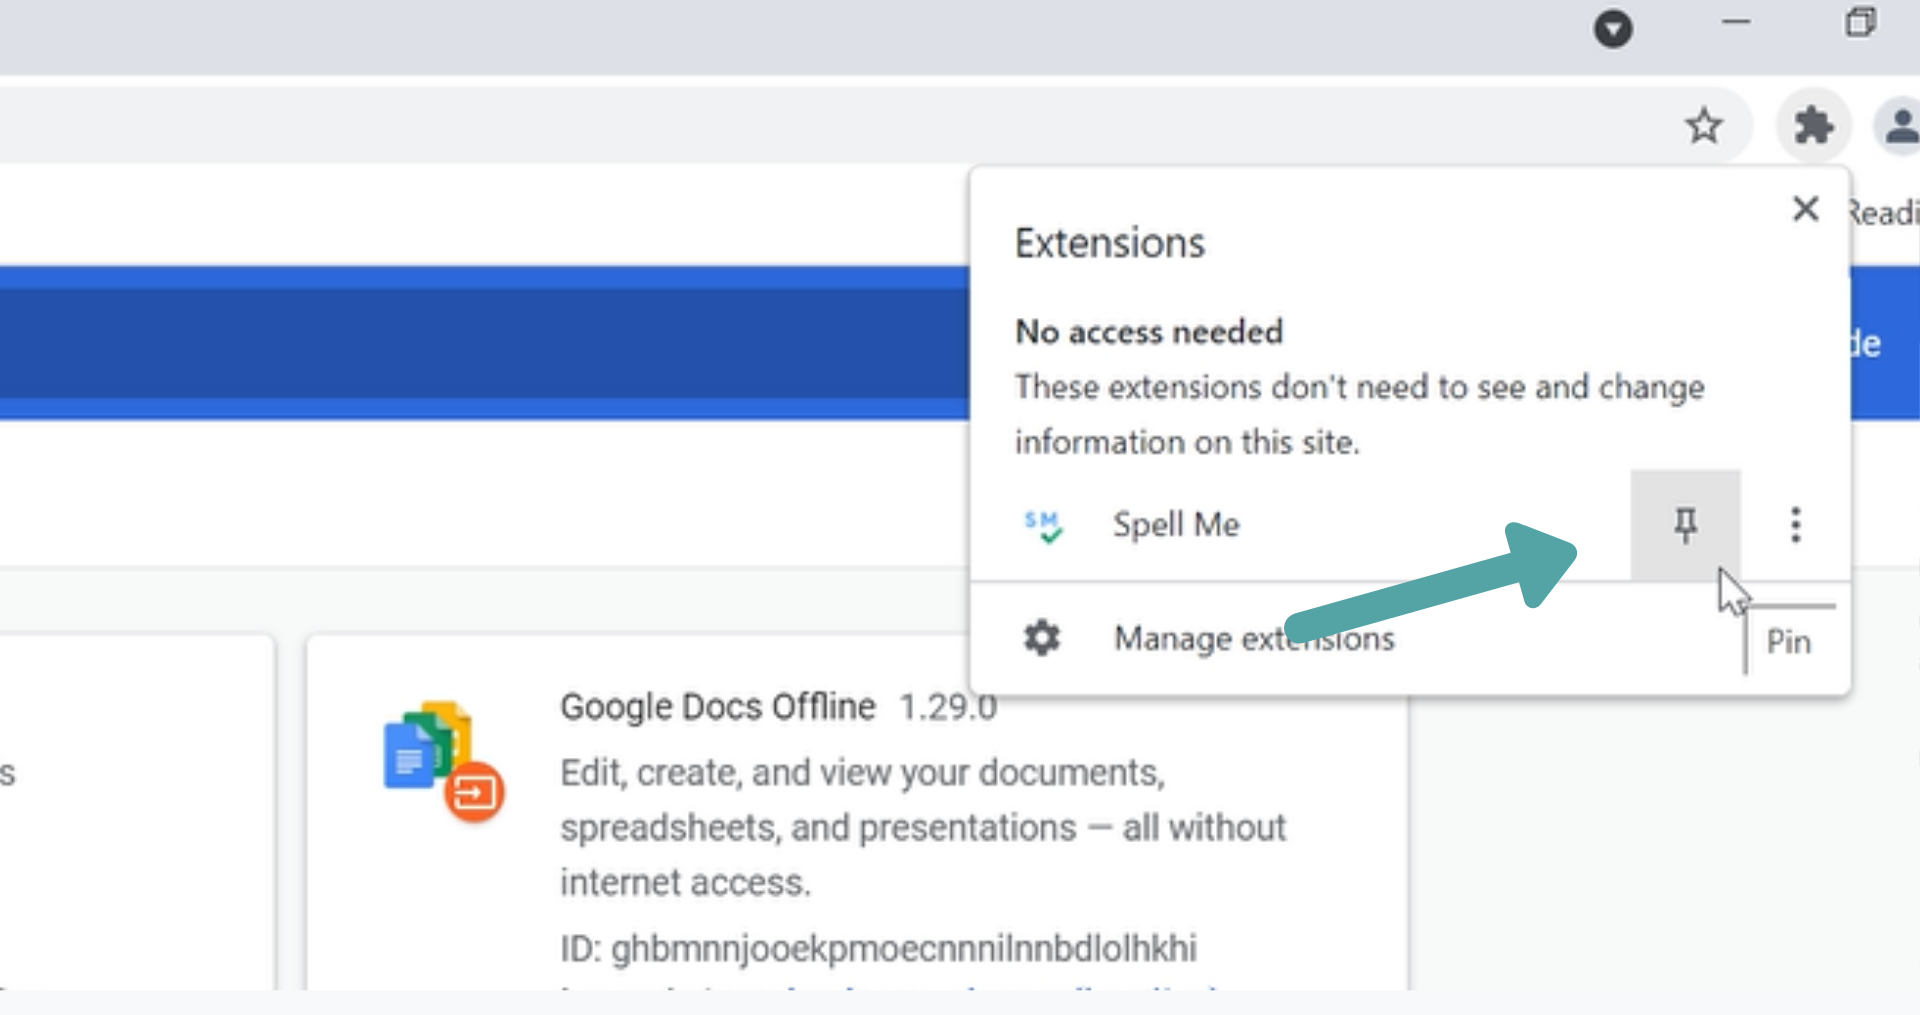 Readi
Extensions
No access needed
de
These extensions don't need to see and change
information on this site.
SM
Spell Me
Manage extensions
Pin
Google Docs Offline 1.29.0
Edit, create, and view your documents,
s
spreadsheets, and presentations — all without
internet access.
ID: ghbmnnjooekpmoecnnnilnnbdlolhkhi